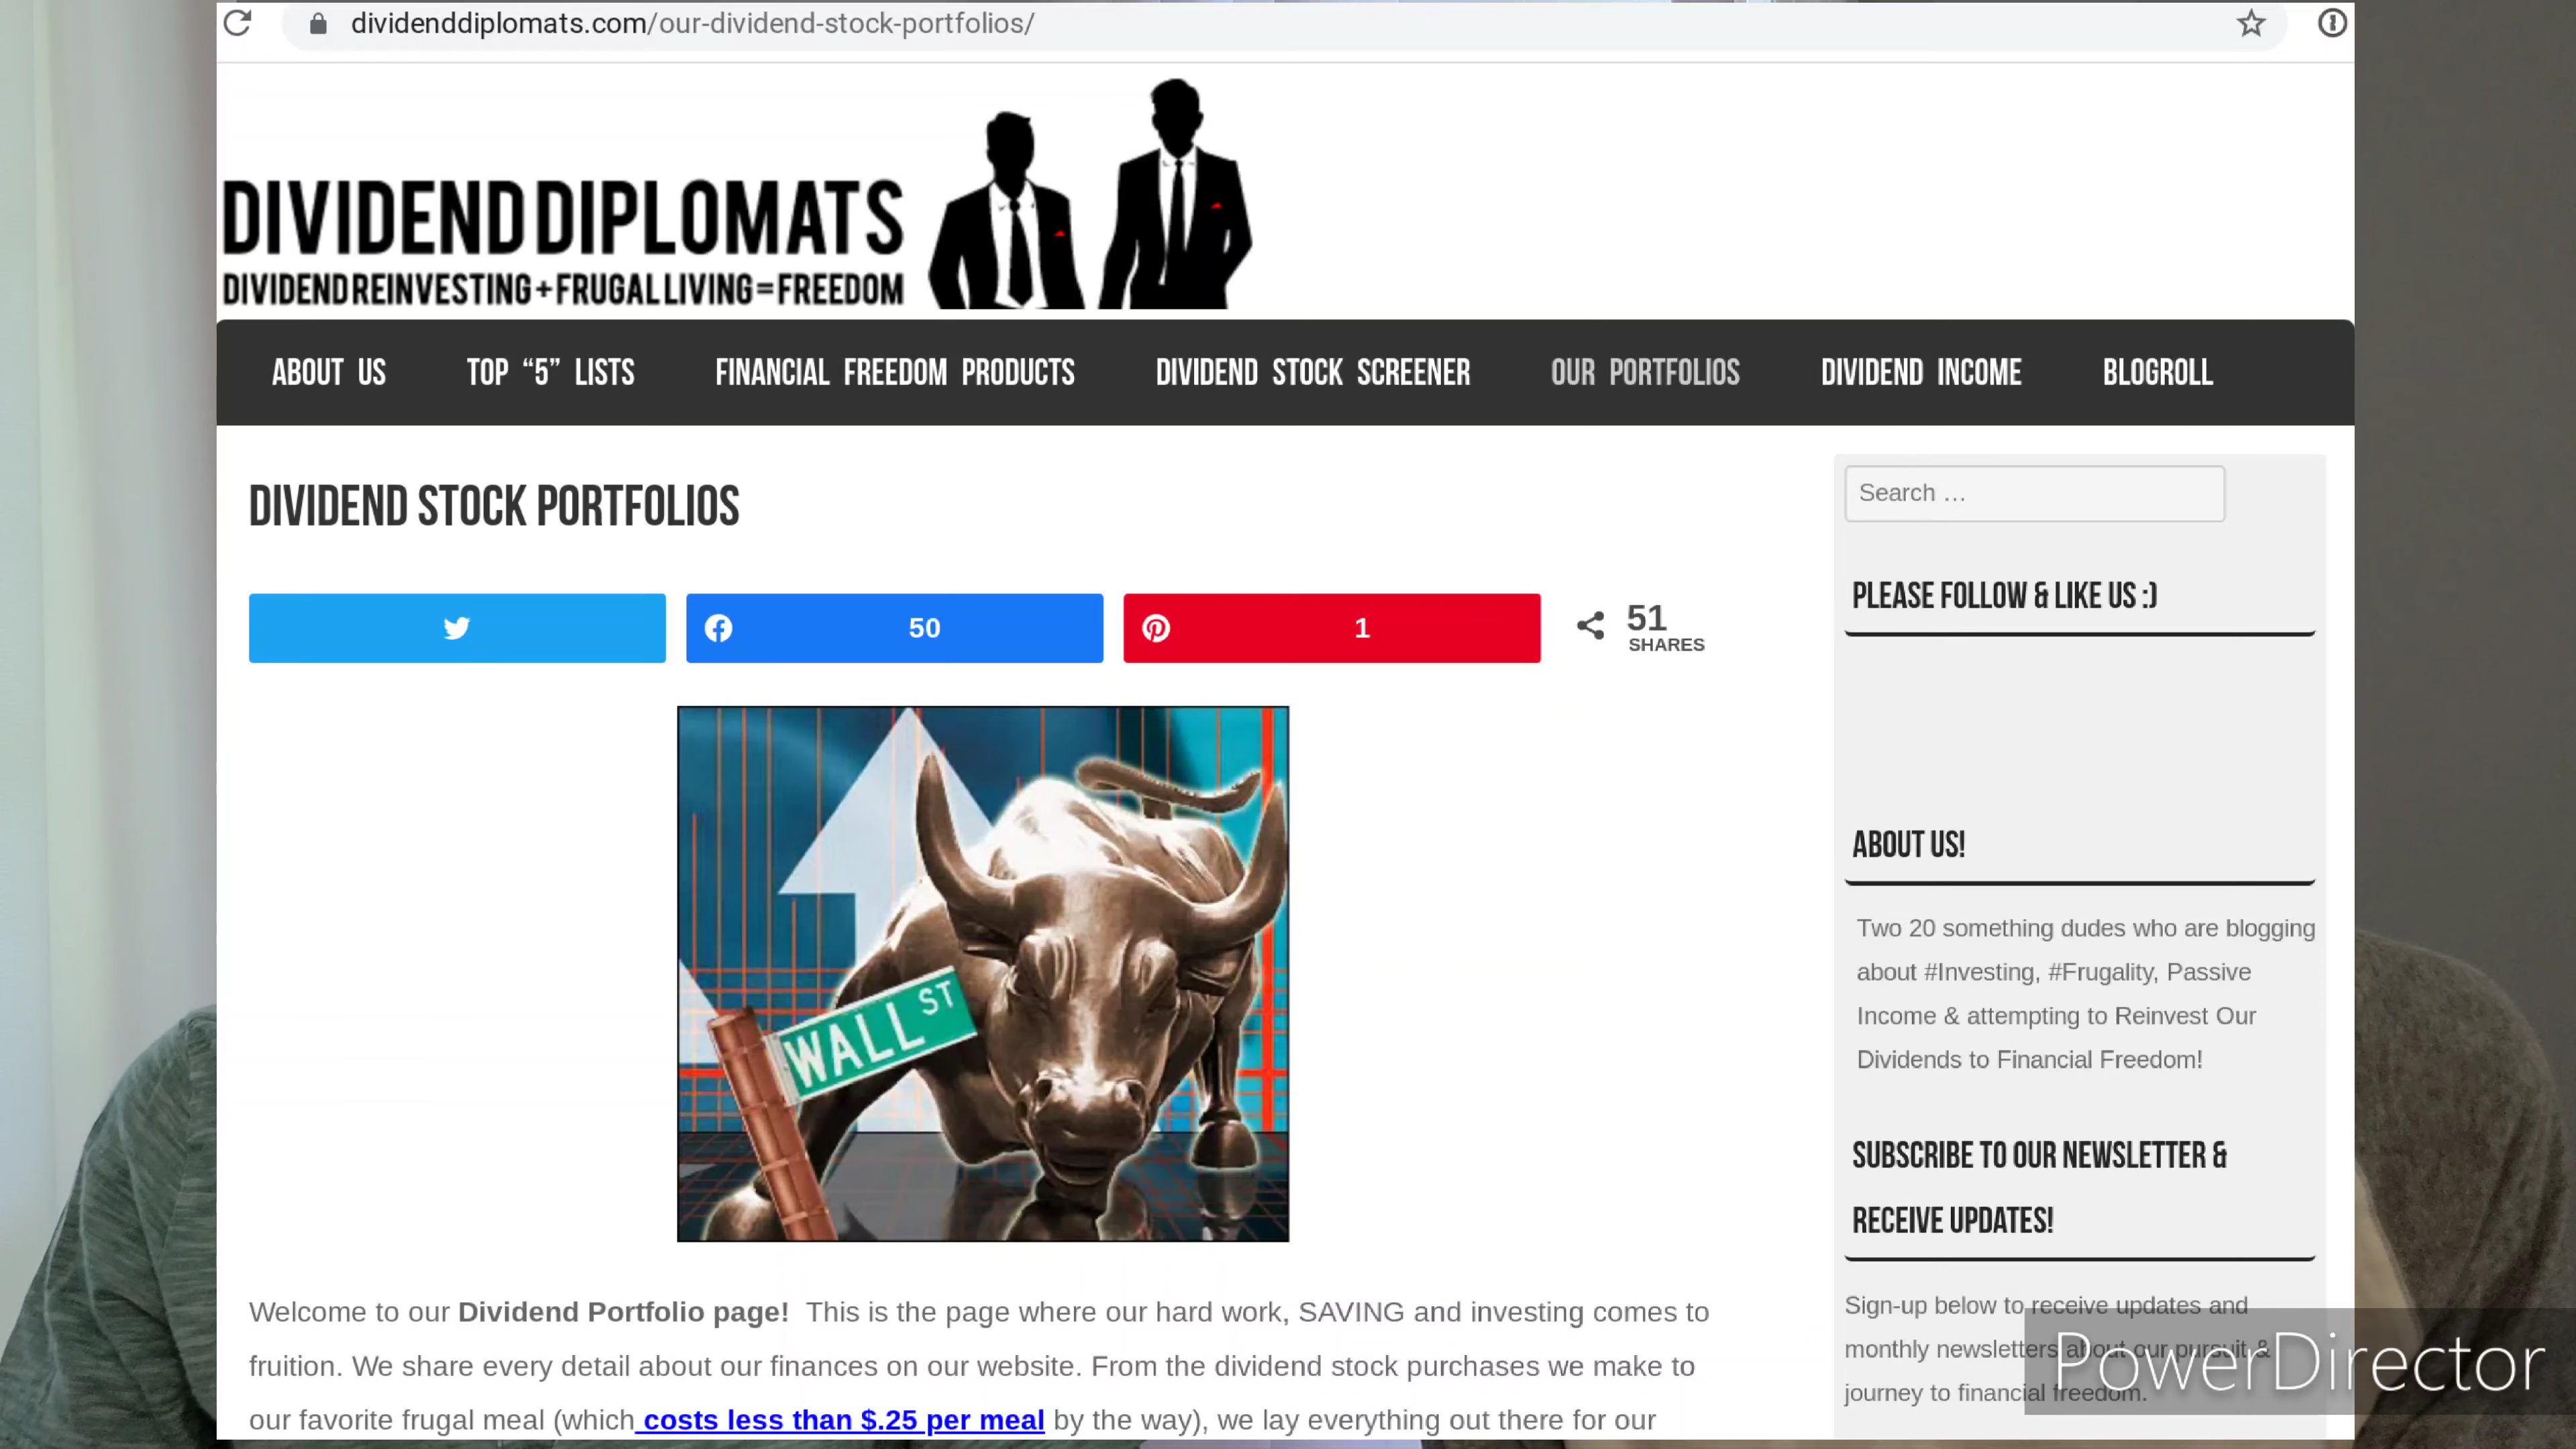 dividenddiplomats.com/our-dividend-stock-portfolios/
DIVIDEND DIPLOMATS
DIVIDEND REINVESTING + FRUGAL LIVING = FREEDOM
ABOUT US TOP “5” LISTS FINANCIAL FREEDOM PRODUCTS DIVIDEND STOCK SCREENER OUR PORTFOLIOS DIVIDEND INCOME BLOGROLL
DIVIDEND STOCK PORTFOLIOS
50
1
51
SHARES
WALL ST
Welcome to our Dividend Portfolio page! This is the page where our hard work, SAVING and investing comes to
fruition. We share every detail about our finances on our website. From the dividend stock purchases we make to
our favorite frugal meal (which costs less than $.25 per meal by the way), we lay everything out there for our
Search …
PLEASE FOLLOW & LIKE US :)
ABOUT US!
Two 20 something dudes who are blogging
about #Investing, #Frugality, Passive
Income & attempting to Reinvest Our
Dividends to Financial Freedom!
SUBSCRIBE TO OUR NEWSLETTER &
RECEIVE UPDATES!
Sign-up below to receive updates and
monthly newsletters about our pursuit &
journey to financial freedom.
PowerDirector